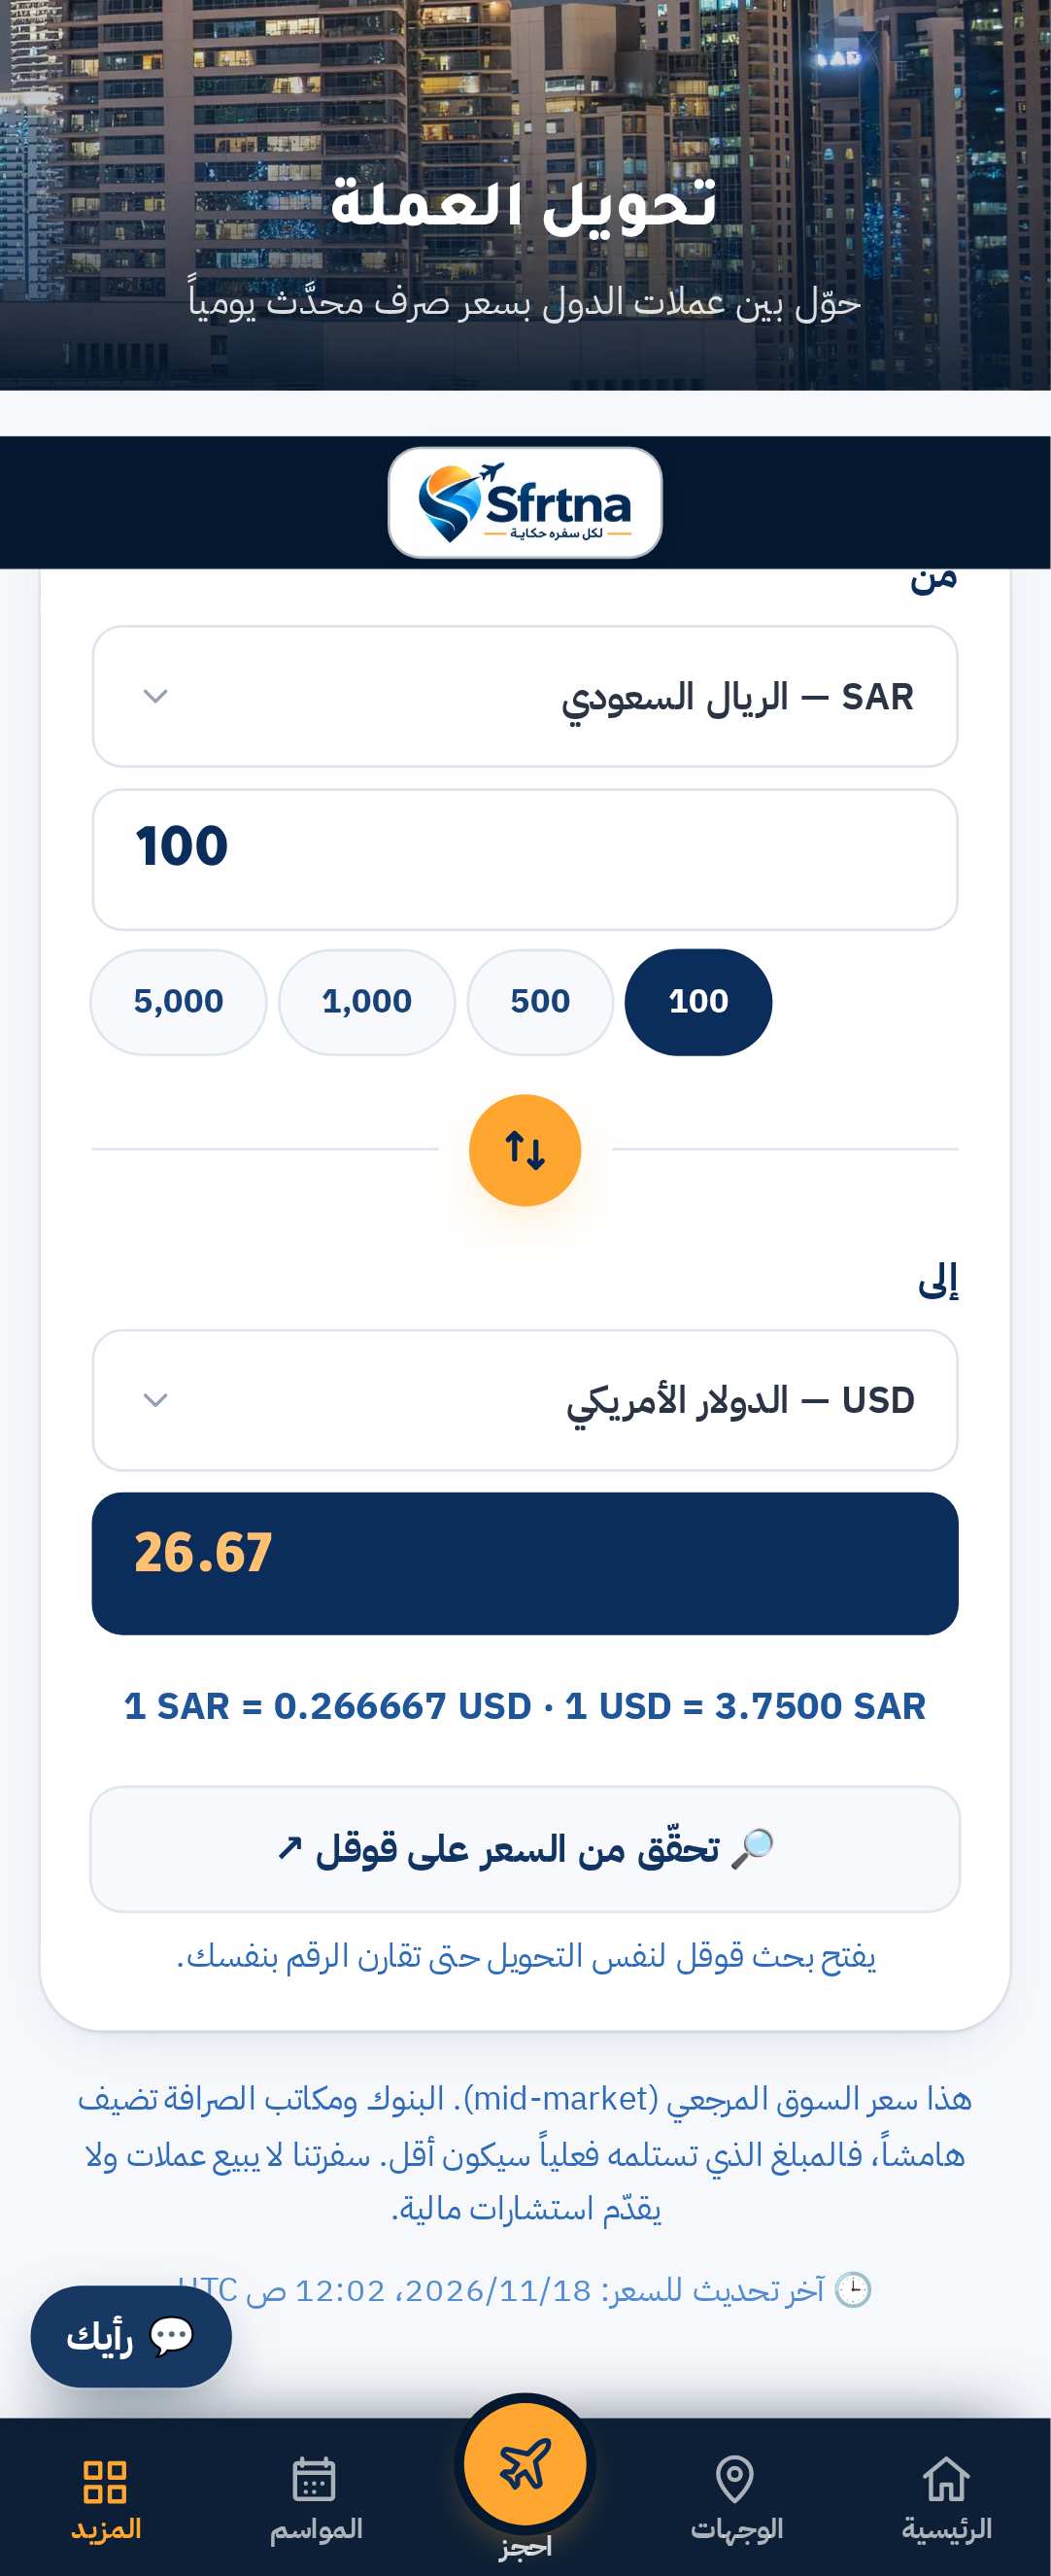 تحويل العملة
حوّل بين عملات الدول بسعر صرف محدَّث يومياً
Sfrtna
لكل سفره حكاية
من
SAR — الريال السعودي
100
100
500
1,000
5,000
إلى
USD — الدولار الأمريكي
26.67
1 SAR = 0.266667 USD · 1 USD = 3.7500 SAR
🔎 تحقّق من السعر على قوقل ↗
يفتح بحث قوقل لنفس التحويل حتى تقارن الرقم بنفسك.
هذا سعر السوق المرجعي (mid-market). البنوك ومكاتب الصرافة تضيف
هامشاً، فالمبلغ الذي تستلمه فعلياً سيكون أقل. سفرتنا لا يبيع عملات ولا
يقدّم استشارات مالية.
🕒 آخر تحديث للسعر: 2026/11/18، 12:02 ص UTC
💬 رأيك
الرئيسية
الوجهات
احجز
المواسم
المزيد